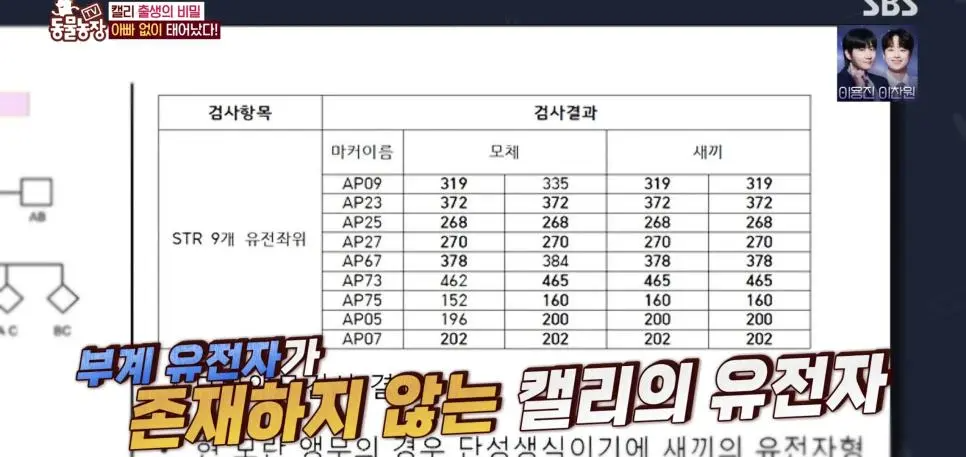 TV
동물농장
캘리 출생의 비밀
아빠 없이 태어났다!
SBS
이용진 이찬원
검사항목 검사결과
마커이름 모체 새끼
STR 9개 유전좌위
AP09 319 335 319 319
AP23 372 372 372 372
AP25 268 268 268 268
AP27 270 270 270 270
AP67 378 384 378 378
AP73 462 465 465 465
AP75 152 160 160 160
AP05 196 200 200 200
AP07 202 202 202 202
AB
A C BC
부계 유전자가
존재하지 않는 캘리의 유전자
앵무의 경우 단성생식이기에 새끼의 유전자형